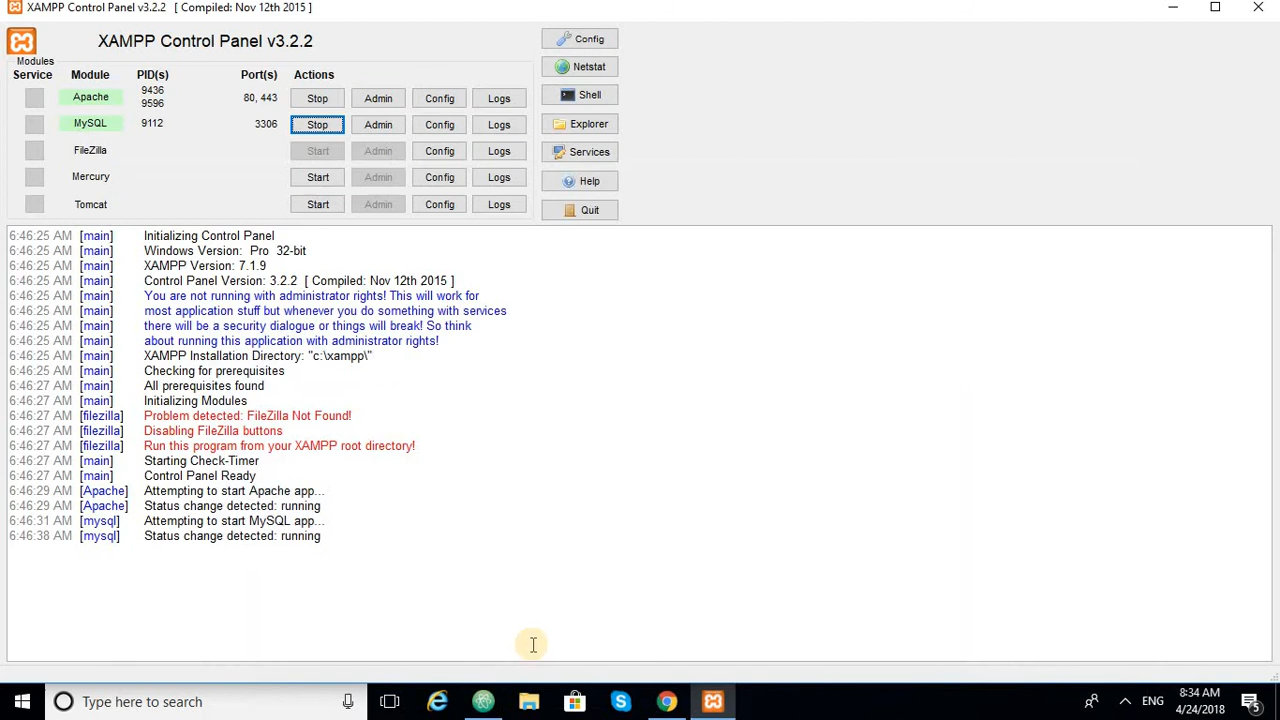 XAMPP Control Panel v3.2.2 [ Compiled: Nov 12th 2015 ]
XAMPP Control Panel v3.2.2
Config
Modules
Service Module PID(s) Port(s) Actions
Netstat
Apache 9436 9596 80, 443 Stop Admin Config Logs
Shell
MySQL 9112 3306 Stop Admin Config Logs
Explorer
FileZilla Start Admin Config Logs
Services
Mercury Start Admin Config Logs
Help
Tomcat Start Admin Config Logs
Quit
6:46:25 AM [main] Initializing Control Panel
6:46:25 AM [main] Windows Version: Pro 32-bit
6:46:25 AM [main] XAMPP Version: 7.1.9
6:46:25 AM [main] Control Panel Version: 3.2.2 [ Compiled: Nov 12th 2015 ]
6:46:25 AM [main] You are not running with administrator rights! This will work for
6:46:25 AM [main] most application stuff but whenever you do something with services
6:46:25 AM [main] there will be a security dialogue or things will break! So think
6:46:25 AM [main] about running this application with administrator rights!
6:46:25 AM [main] XAMPP Installation Directory: "c:\xampp\"
6:46:25 AM [main] Checking for prerequisites
6:46:27 AM [main] All prerequisites found
6:46:27 AM [main] Initializing Modules
6:46:27 AM [filezilla] Problem detected: FileZilla Not Found!
6:46:27 AM [filezilla] Disabling FileZilla buttons
6:46:27 AM [filezilla] Run this program from your XAMPP root directory!
6:46:27 AM [main] Starting Check-Timer
6:46:27 AM [main] Control Panel Ready
6:46:29 AM [Apache] Attempting to start Apache app...
6:46:29 AM [Apache] Status change detected: running
6:46:31 AM [mysql] Attempting to start MySQL app...
6:46:38 AM [mysql] Status change detected: running
Type here to search
ENG
8:34 AM
4/24/2018
5